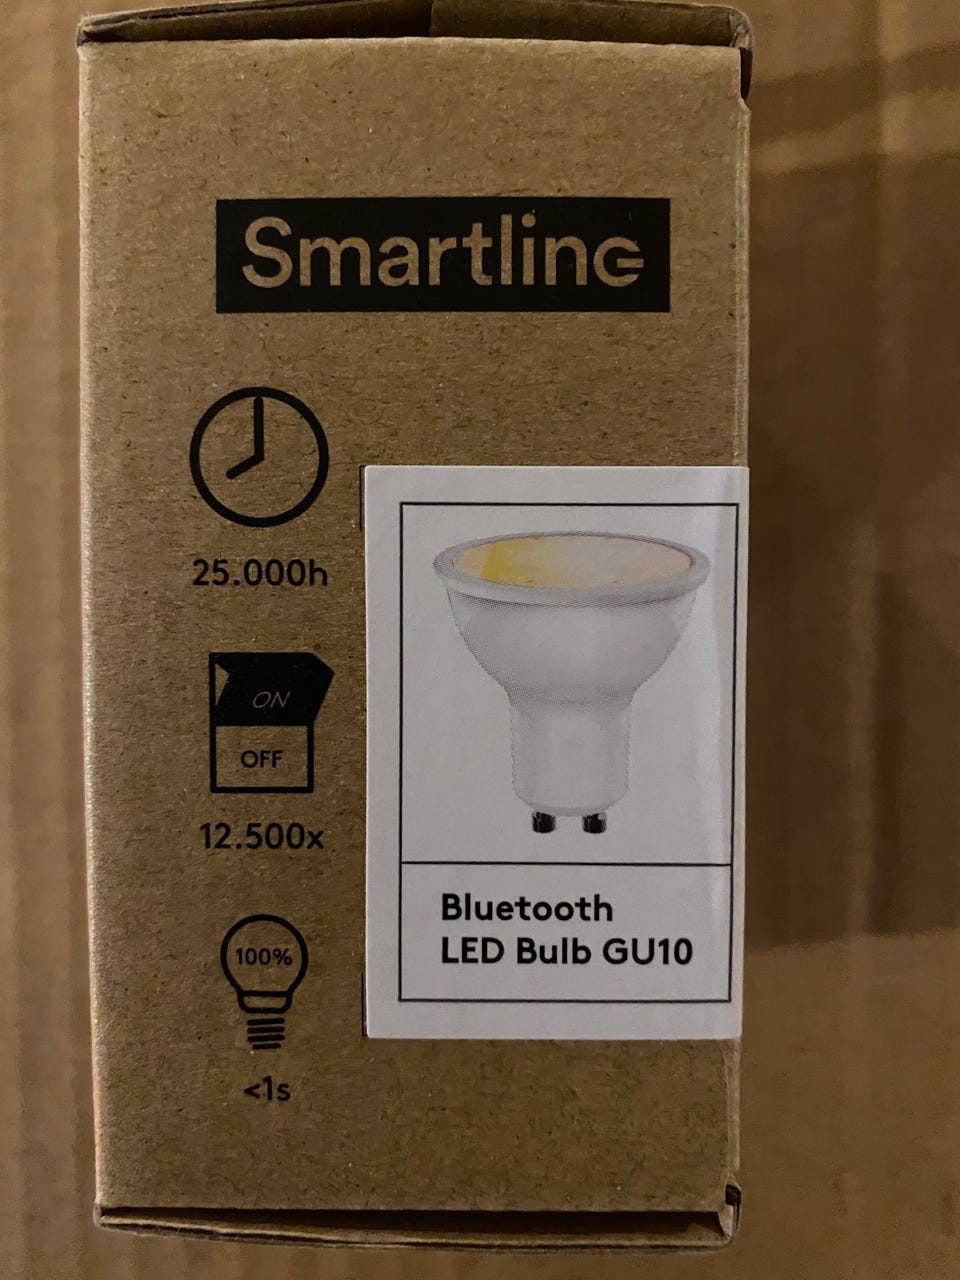 Smartline
25.000h
ON
OFF
12.500x
100%
<1s
Bluetooth
LED Bulb GU10